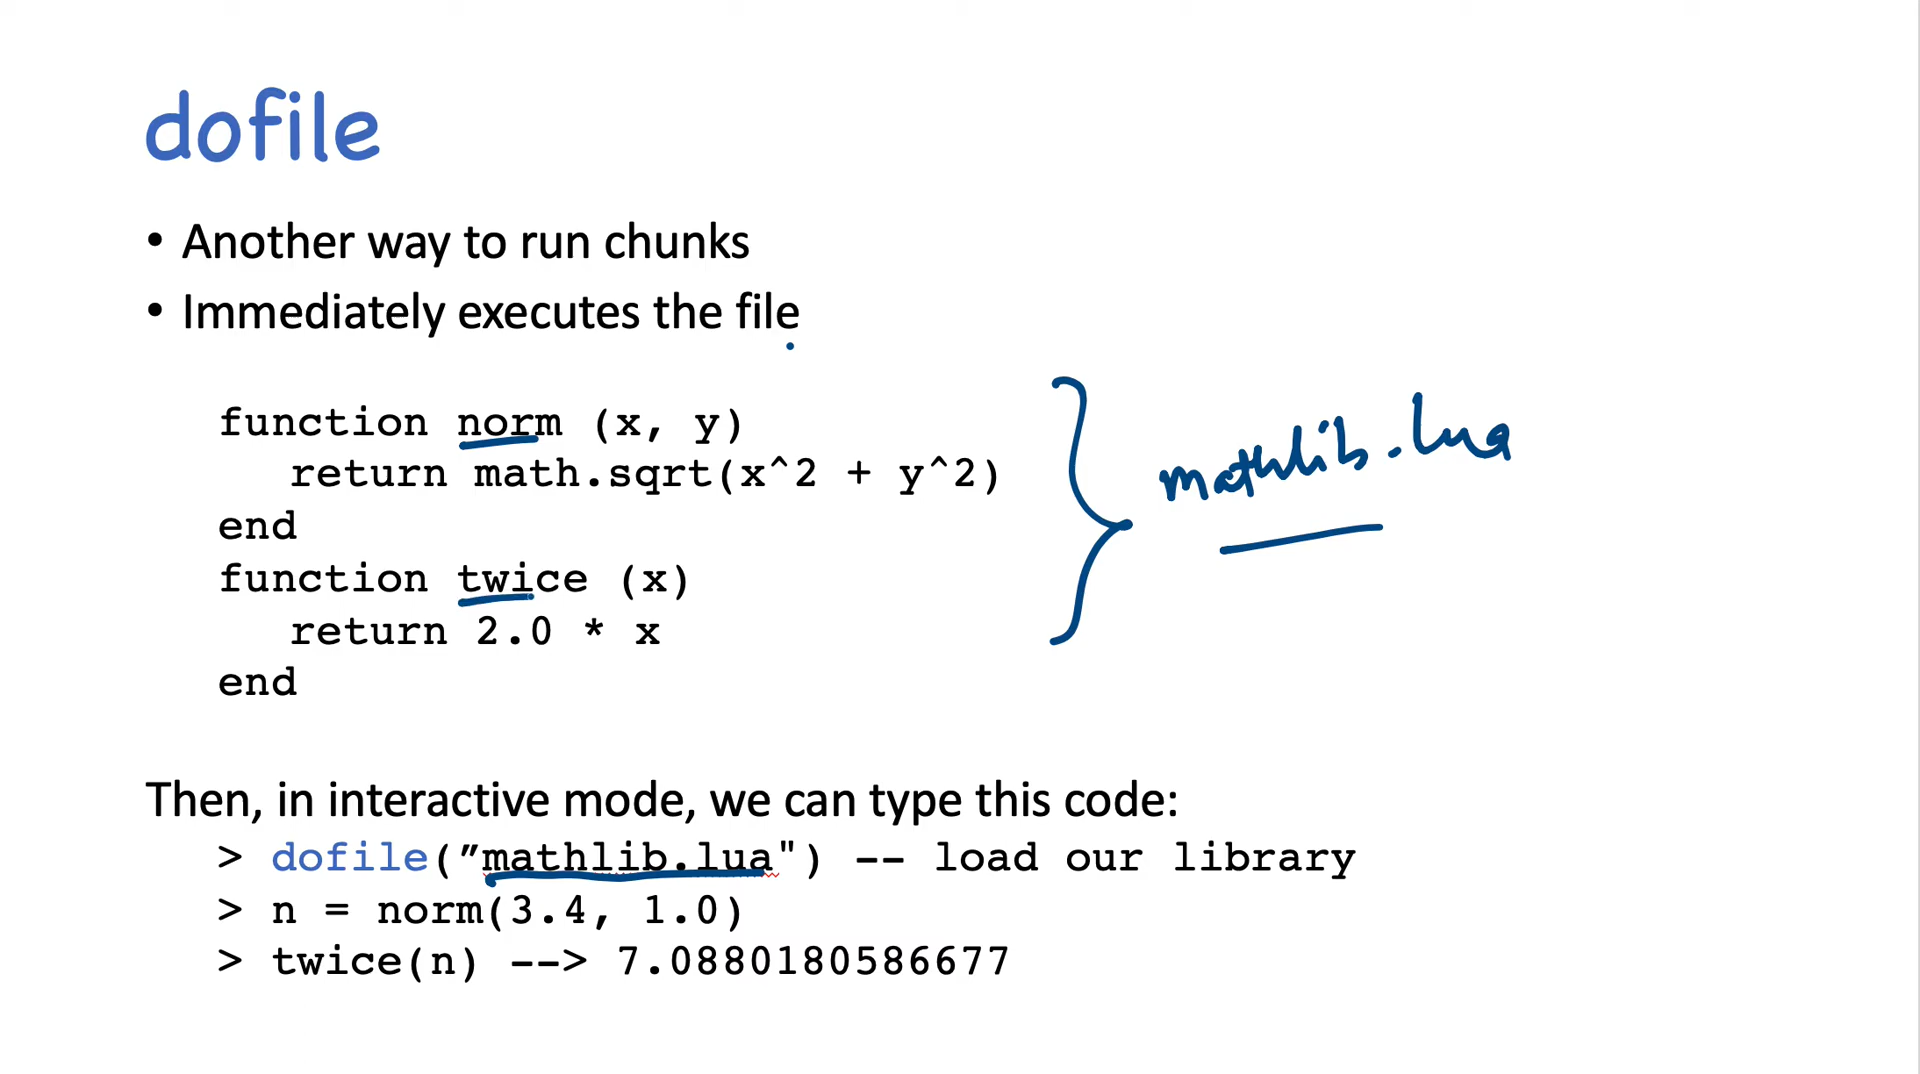 dofile
• Another way to run chunks
• Immediately executes the file
function norm (x, y)
return math.sqrt(x^2 + y^2)
end
function twice (x)
return 2.0 * x
end
mathlib.lua
Then, in interactive mode, we can type this code:
> dofile(”mathlib.lua") -- load our library
> n = norm(3.4, 1.0)
> twice(n) --> 7.0880180586677